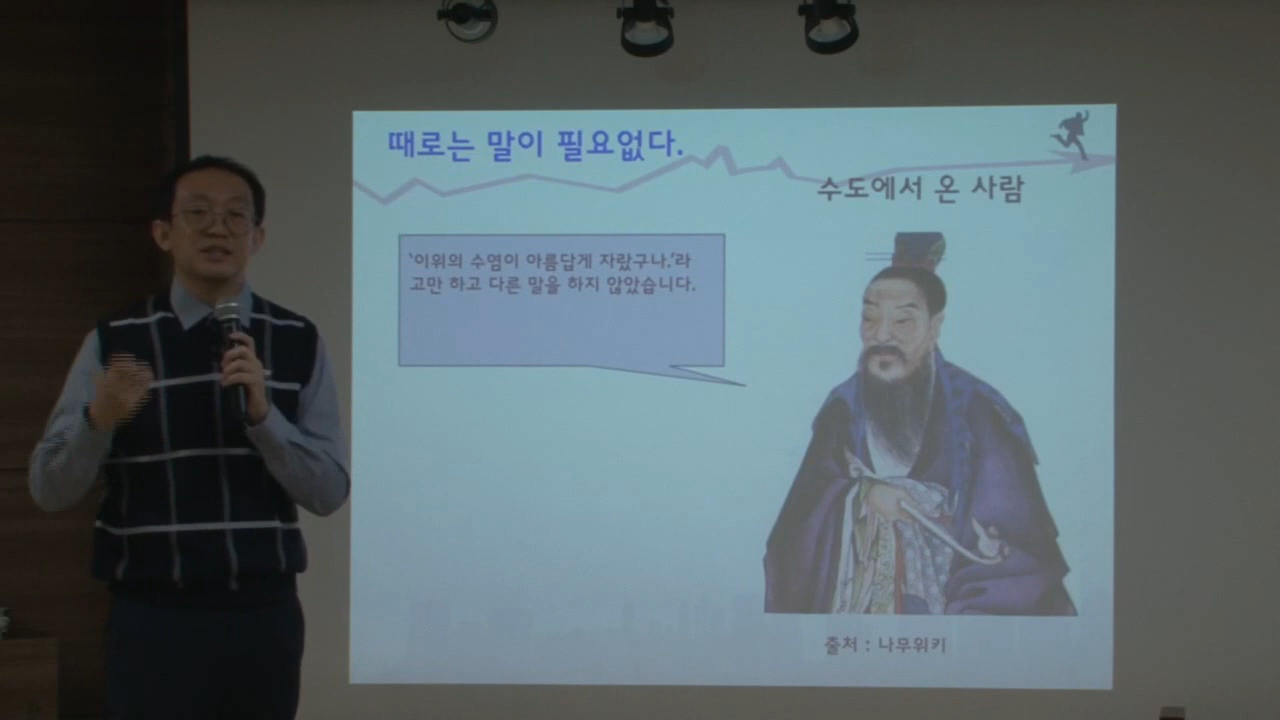 때로는 말이 필요없다.
수도에서 온 사람
‘이위의 수염이 아름답게 자랐구나.’라
고만 하고 다른 말을 하지 않았습니다.
출처 : 나무위키